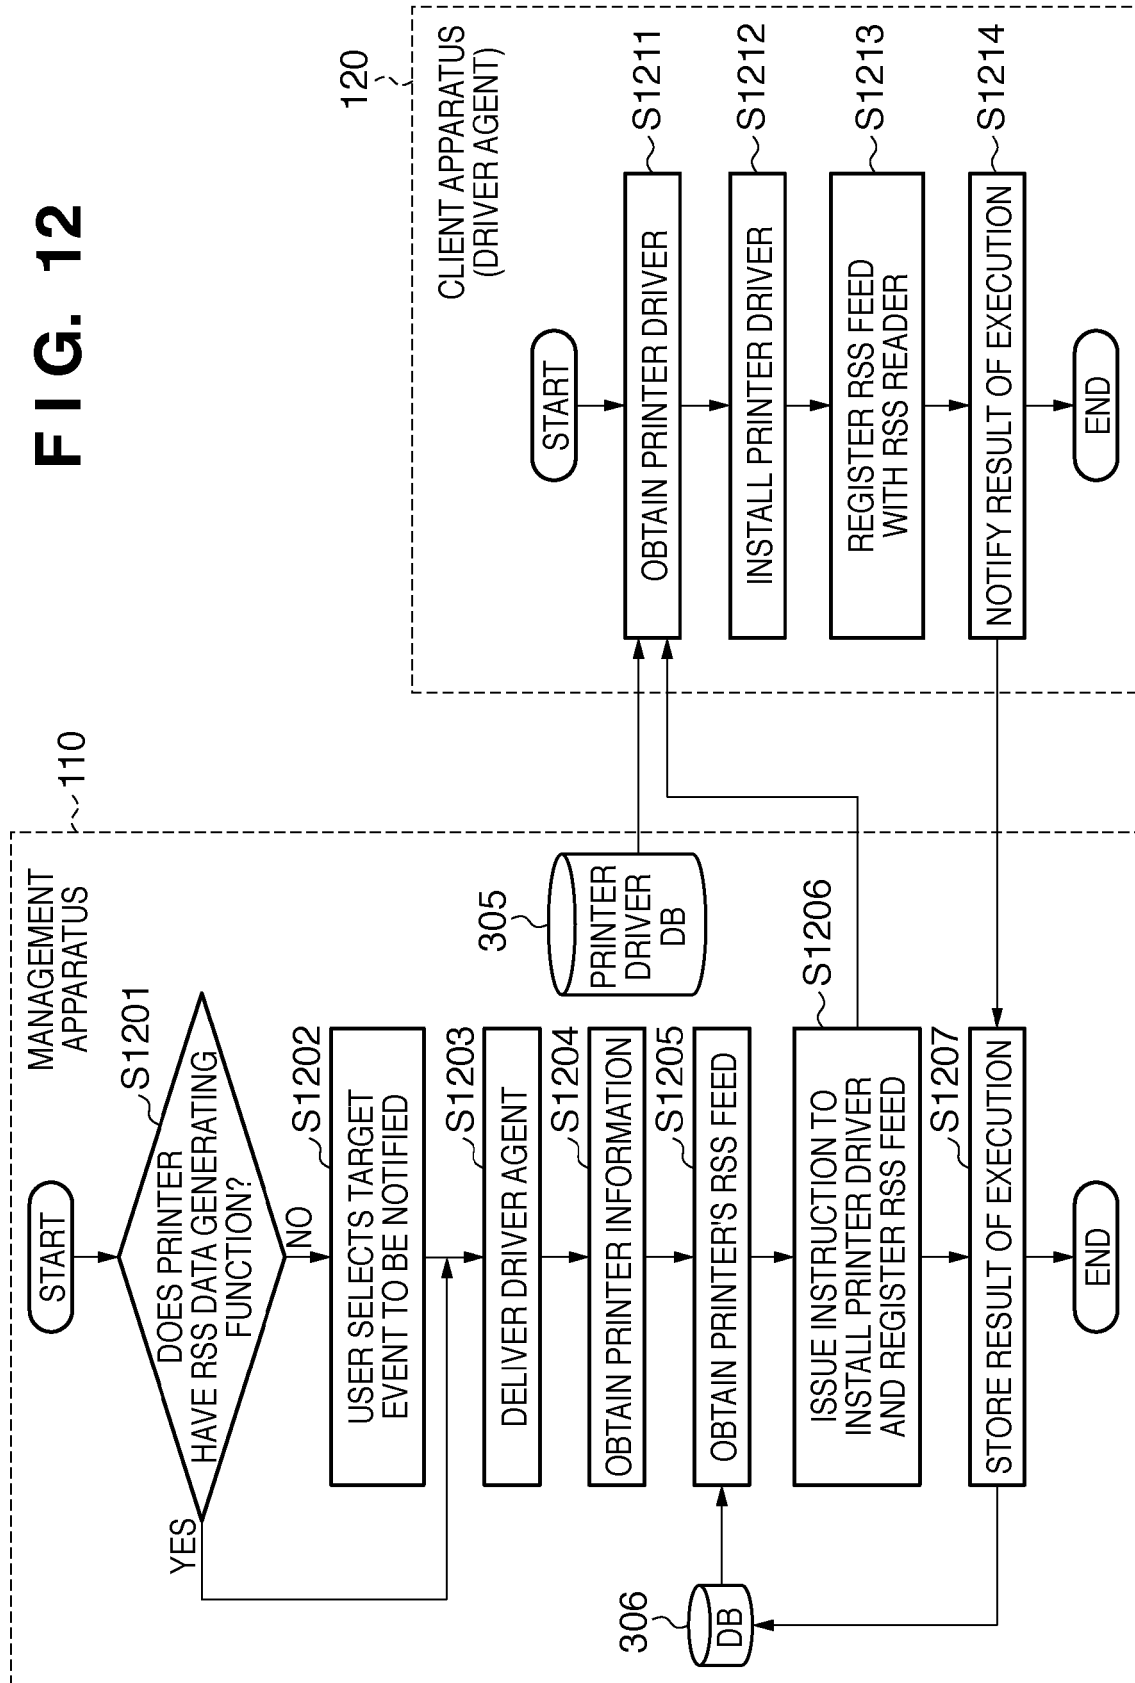 F I G. 12
110
MANAGEMENT
APPARATUS
START
S1201
DOES PRINTER
HAVE RSS DATA GENERATING
FUNCTION?
YES
NO
S1202
USER SELECTS TARGET
EVENT TO BE NOTIFIED
S1203
DELIVER DRIVER AGENT
S1204
OBTAIN PRINTER INFORMATION
S1205
OBTAIN PRINTER'S RSS FEED
306
DB
305
PRINTER
DRIVER
DB
S1206
ISSUE INSTRUCTION TO
INSTALL PRINTER DRIVER
AND REGISTER RSS FEED
S1207
STORE RESULT OF EXECUTION
END
120
CLIENT APPARATUS
(DRIVER AGENT)
START
OBTAIN PRINTER DRIVER
S1211
INSTALL PRINTER DRIVER
S1212
REGISTER RSS FEED
WITH RSS READER
S1213
NOTIFY RESULT OF EXECUTION
S1214
END